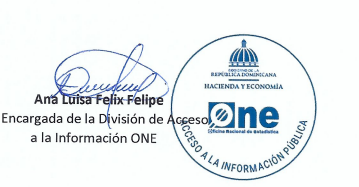 Ana Luisa Felix Felipe
Encargada de la División de Acceso
a la Información ONE
REPÚBLICA DOMINICANA
HACIENDA Y ECONOMÍA
One
Oficina Nacional de Estadística
ACCESO A LA INFORMACIÓN PÚBLICA